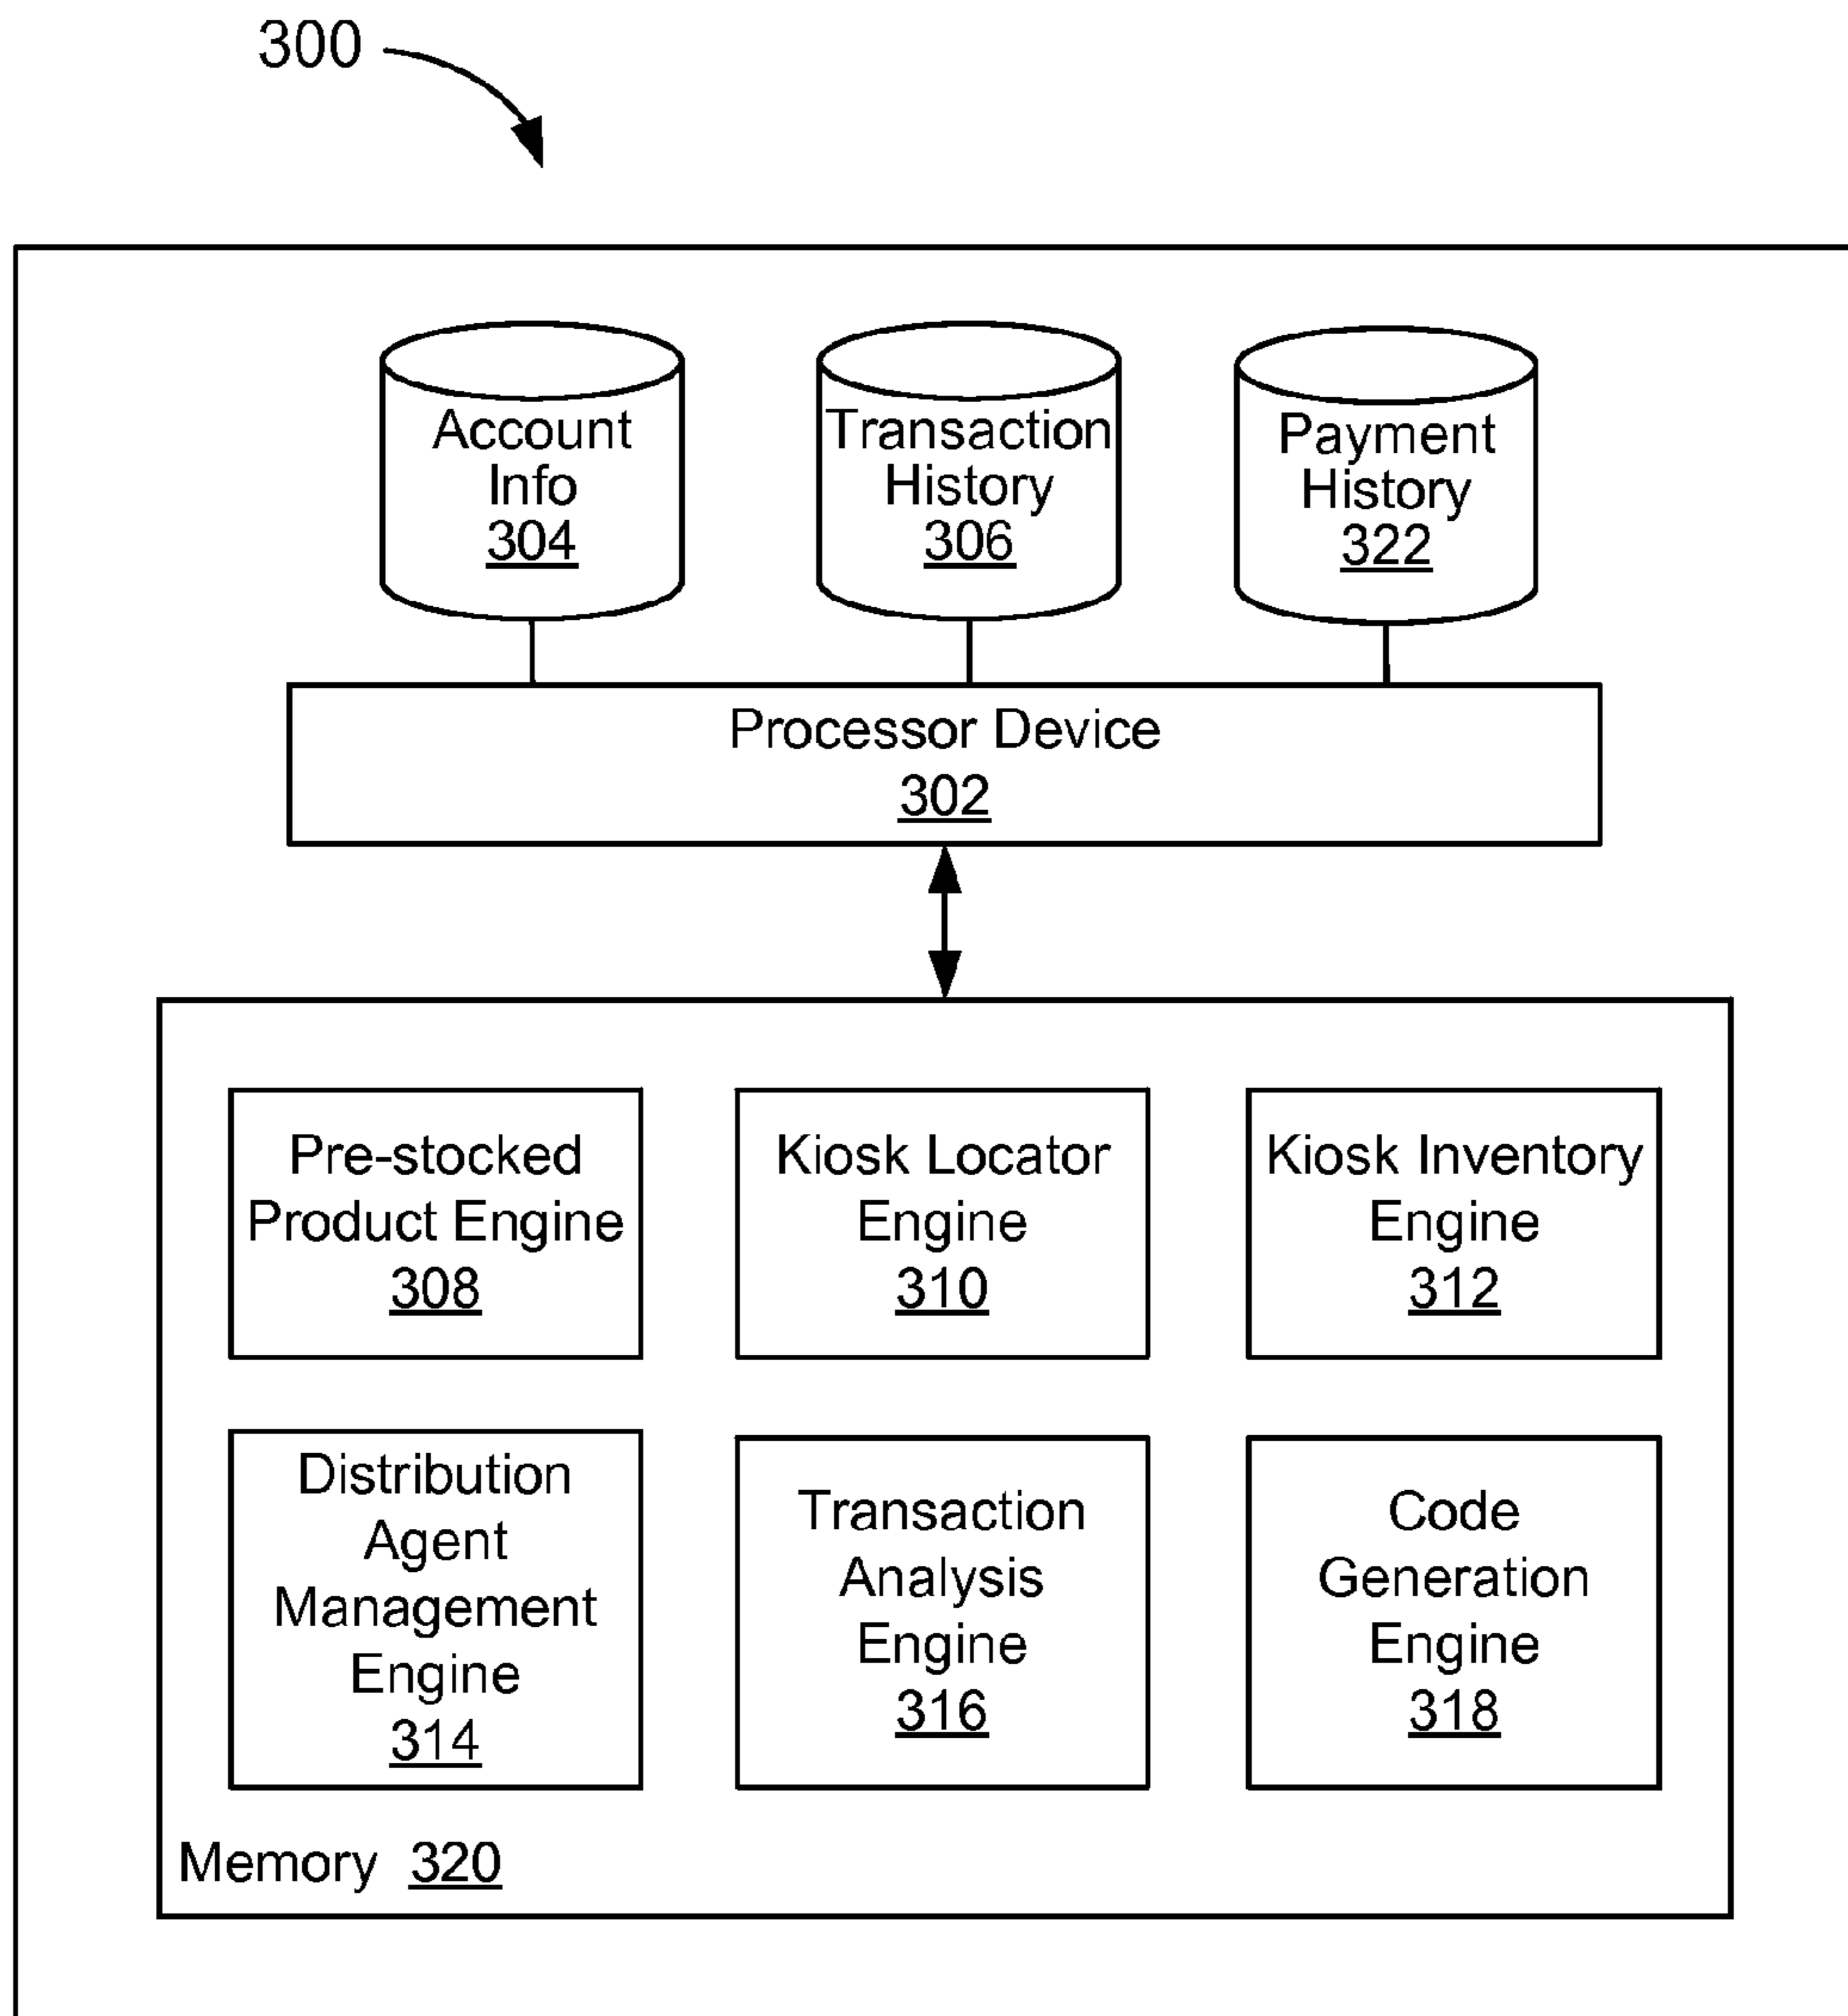 300
Account
Info
304
Transaction
History
306
Payment
History
322
Processor Device
302
Pre-stocked
Product Engine
308
Kiosk Locator
Engine
310
Kiosk Inventory
Engine
312
Distribution
Agent
Management
Engine
314
Transaction
Analysis
Engine
316
Code
Generation
Engine
318
Memory 320